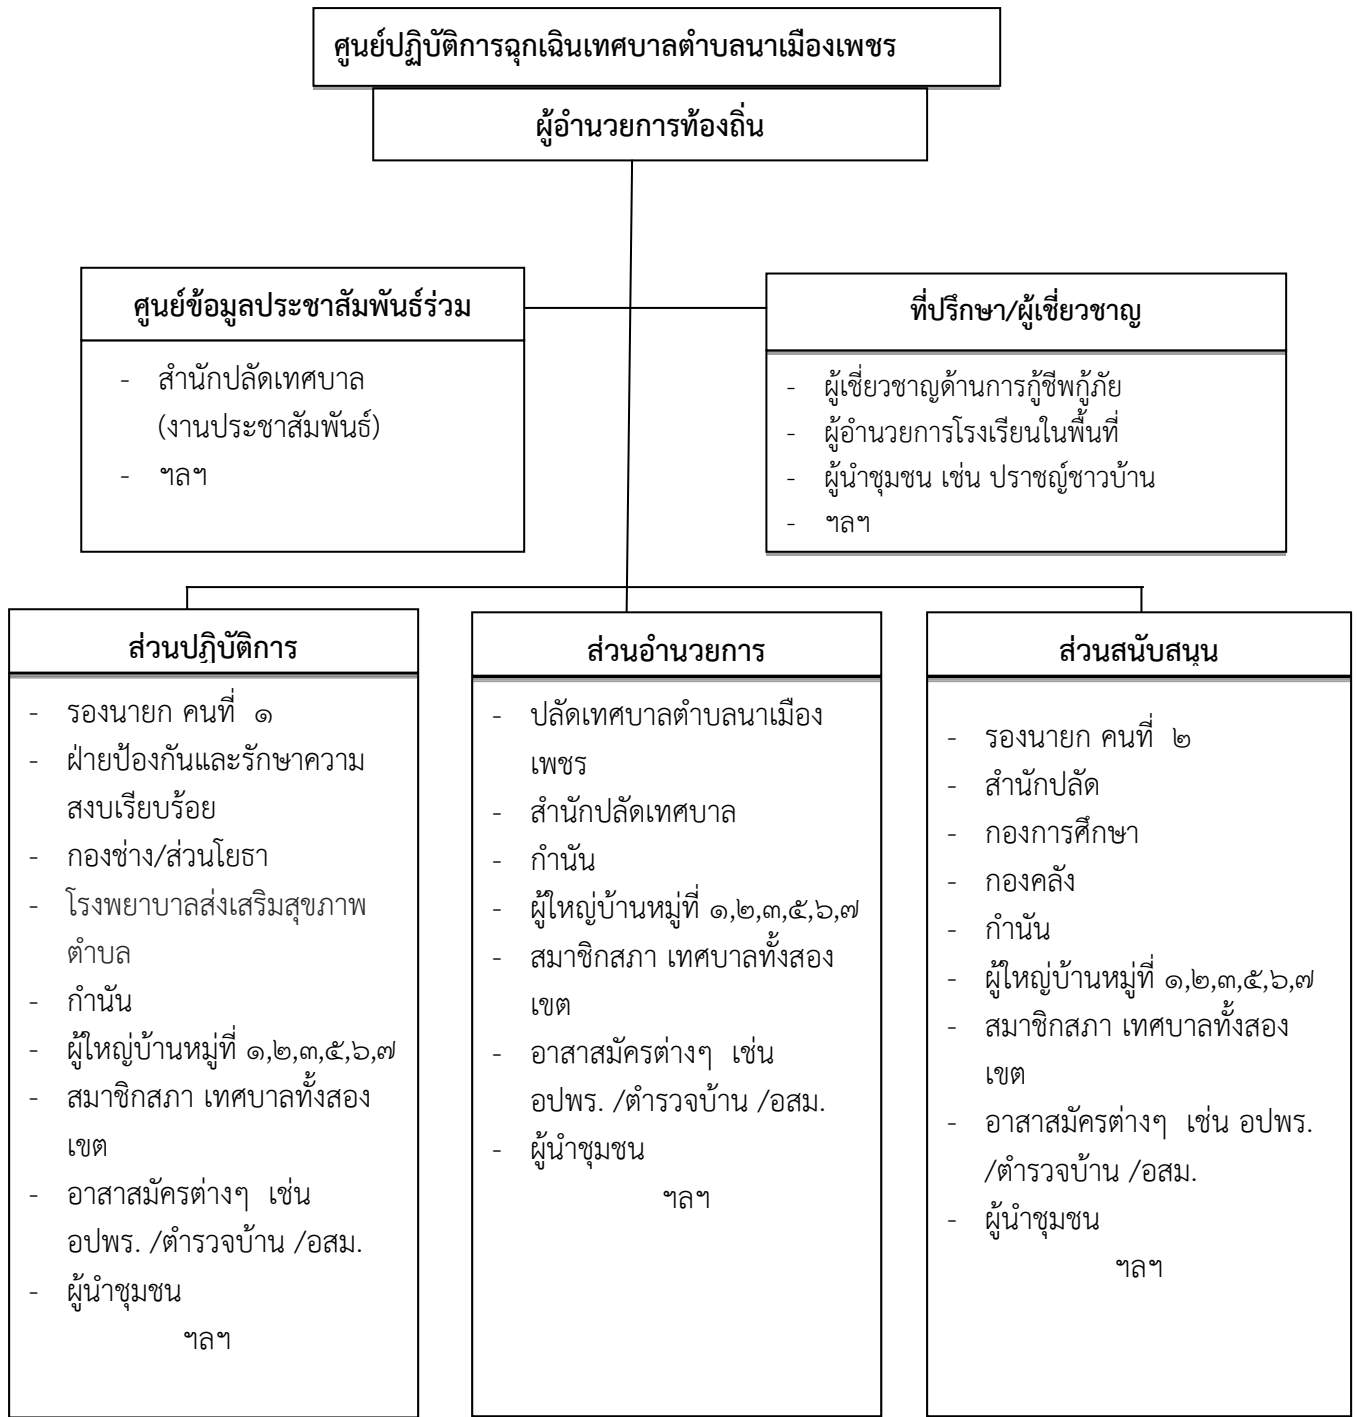 ศูนย์ปฏิบัติการฉุกเฉินเทศบาลตำบลนาเมืองเพชร
ผู้อำนวยการท้องถิ่น
ศูนย์ข้อมูลประชาสัมพันธ์ร่วม
- สำนักปลัดเทศบาล
(งานประชาสัมพันธ์)
- ฯลฯ
ที่ปรึกษา/ผู้เชี่ยวชาญ
- ผู้เชี่ยวชาญด้านการกู้ชีพกู้ภัย
- ผู้อำนวยการโรงเรียนในพื้นที่
- ผู้นำชุมชน เช่น ปราชญ์ชาวบ้าน
- ฯลฯ
ส่วนปฏิบัติการ
- รองนายก คนที่ ๑
- ฝ่ายป้องกันและรักษาความ
สงบเรียบร้อย
- กองช่าง/ส่วนโยธา
- โรงพยาบาลส่งเสริมสุขภาพ
ตำบล
- กำนัน
- ผู้ใหญ่บ้านหมู่ที่ ๑,๒,๓,๕,๖,๗
- สมาชิกสภา เทศบาลทั้งสอง
เขต
- อาสาสมัครต่างๆ เช่น
อปพร. /ตำรวจบ้าน /อสม.
- ผู้นำชุมชน
ฯลฯ
ส่วนอำนวยการ
- ปลัดเทศบาลตำบลนาเมือง
เพชร
- สำนักปลัดเทศบาล
- กำนัน
- ผู้ใหญ่บ้านหมู่ที่ ๑,๒,๓,๕,๖,๗
- สมาชิกสภา เทศบาลทั้งสอง
เขต
- อาสาสมัครต่างๆ เช่น
อปพร. /ตำรวจบ้าน /อสม.
- ผู้นำชุมชน
ฯลฯ
ส่วนสนับสนุน
- รองนายก คนที่ ๒
- สำนักปลัด
- กองการศึกษา
- กองคลัง
- กำนัน
- ผู้ใหญ่บ้านหมู่ที่ ๑,๒,๓,๕,๖,๗
- สมาชิกสภา เทศบาลทั้งสอง
เขต
- อาสาสมัครต่างๆ เช่น อปพร.
/ตำรวจบ้าน /อสม.
- ผู้นำชุมชน
ฯลฯ